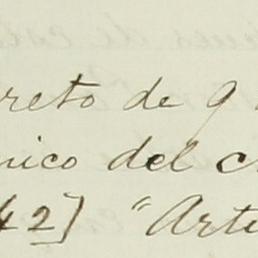 reto de 9
nico del c
42] "Arti